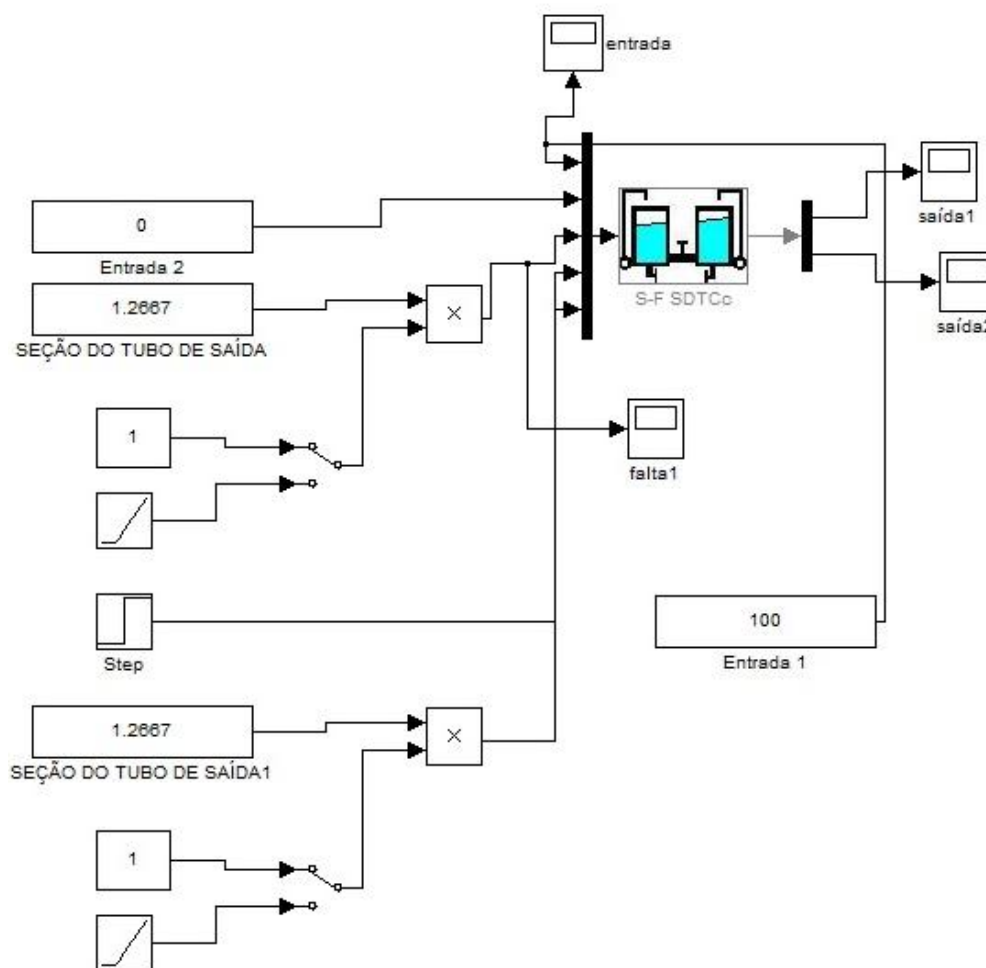 entrada
saída1
0
Entrada 2
1.2667
SEÇÃO DO TUBO DE SAÍDA
×
S-F SDTCc
saída2
1
falta1
Step
100
Entrada 1
1.2667
SEÇÃO DO TUBO DE SAÍDA1
×
1